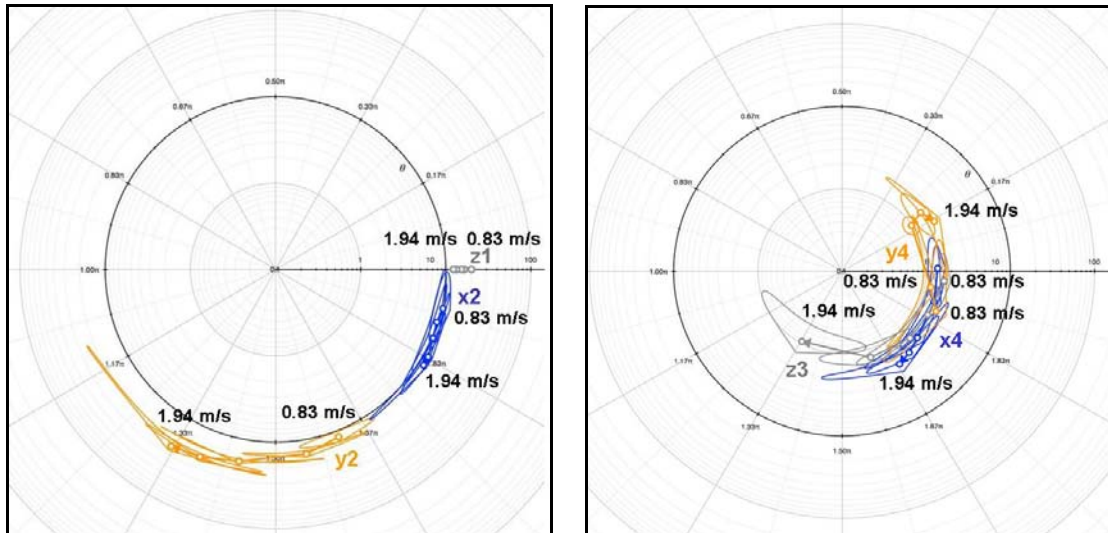 0.50π
0.67π 0.33π
θ
0.83π 0.17π
1.94 m/s 0.83 m/s
z1
1.00π 1 10 100
x2
0.83 m/s
1.17π
1.94 m/s
1.94 m/s 0.83 m/s
1.33π
y2
0.50π
0.67π 0.33π
θ
0.83π 0.17π
1.94 m/s
y4
1.00π 10 100
0.83 m/s 0.83 m/s
1.94 m/s 0.83 m/s
x4
1.17π 1.83π
z3
1.94 m/s
1.33π 1.67π
1.50π